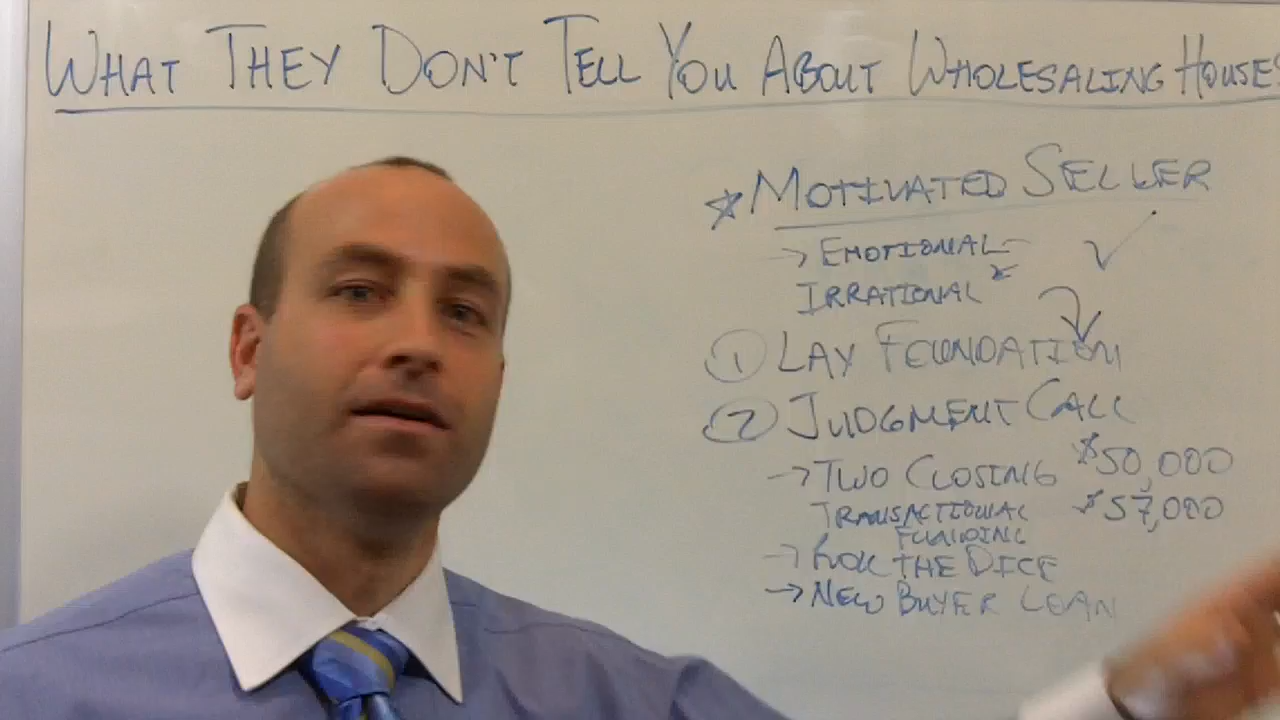 WHAT THEY DON'T TELL YOU ABOUT WHOLESALING HOUSES
MOTIVATED SELLER
→ EMOTIONAL
IRRATIONAL
1 LAY FOUNDATION
2 JUDGMENT CALL
→ TWO CLOSING $50,000
TRANSACTIONAL $57,000
FUNDING
→ ROLL THE DICE
→ NEW BUYER LOAN